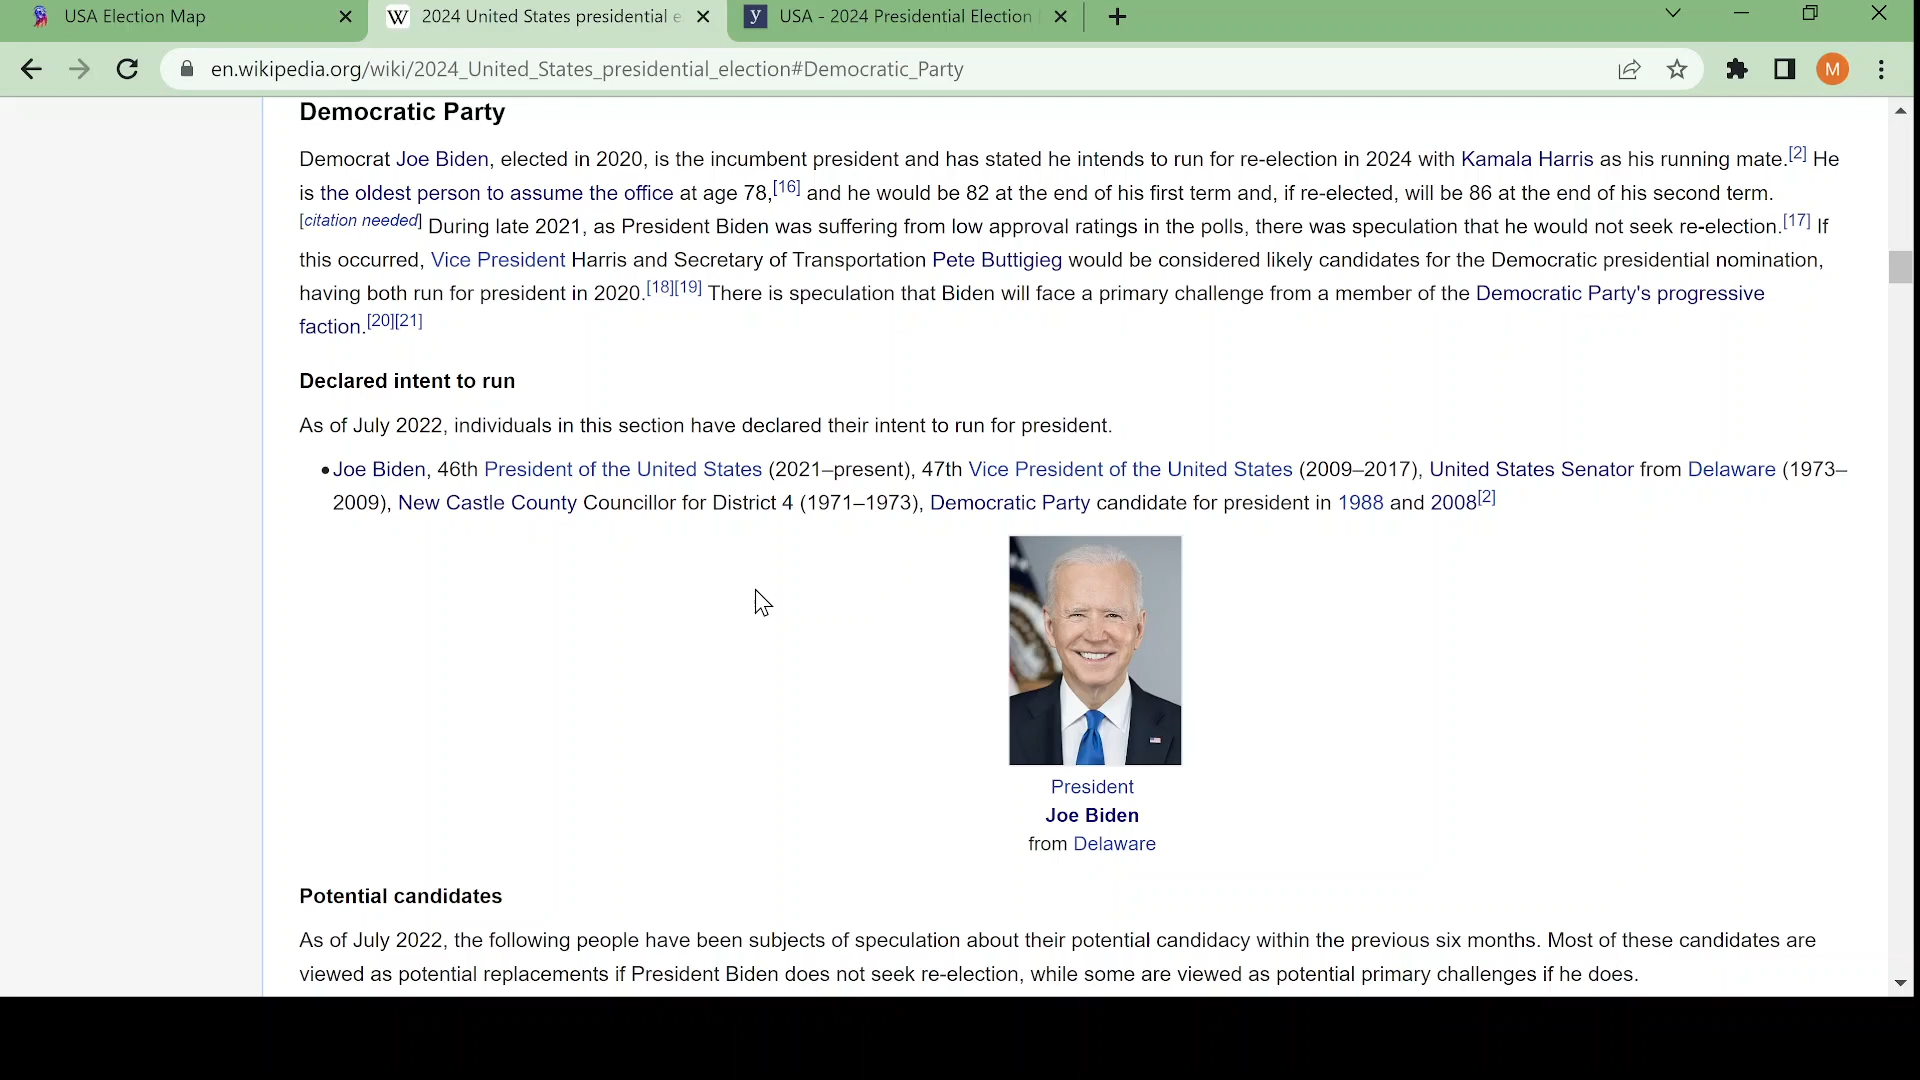 USA Election Map
2024 United States presidential e
USA - 2024 Presidential Election
en.wikipedia.org/wiki/2024_United_States_presidential_election#Democratic_Party
M
Democratic Party
Democrat Joe Biden, elected in 2020, is the incumbent president and has stated he intends to run for re-election in 2024 with Kamala Harris as his running mate.[2] He
is the oldest person to assume the office at age 78,[16] and he would be 82 at the end of his first term and, if re-elected, will be 86 at the end of his second term.
[citation needed] During late 2021, as President Biden was suffering from low approval ratings in the polls, there was speculation that he would not seek re-election.[17] If
this occurred, Vice President Harris and Secretary of Transportation Pete Buttigieg would be considered likely candidates for the Democratic presidential nomination,
having both run for president in 2020.[18][19] There is speculation that Biden will face a primary challenge from a member of the Democratic Party's progressive
faction.[20][21]
Declared intent to run
As of July 2022, individuals in this section have declared their intent to run for president.
• Joe Biden, 46th President of the United States (2021–present), 47th Vice President of the United States (2009–2017), United States Senator from Delaware (1973–
2009), New Castle County Councillor for District 4 (1971–1973), Democratic Party candidate for president in 1988 and 2008[2]
President
Joe Biden
from Delaware
Potential candidates
As of July 2022, the following people have been subjects of speculation about their potential candidacy within the previous six months. Most of these candidates are
viewed as potential replacements if President Biden does not seek re-election, while some are viewed as potential primary challenges if he does.